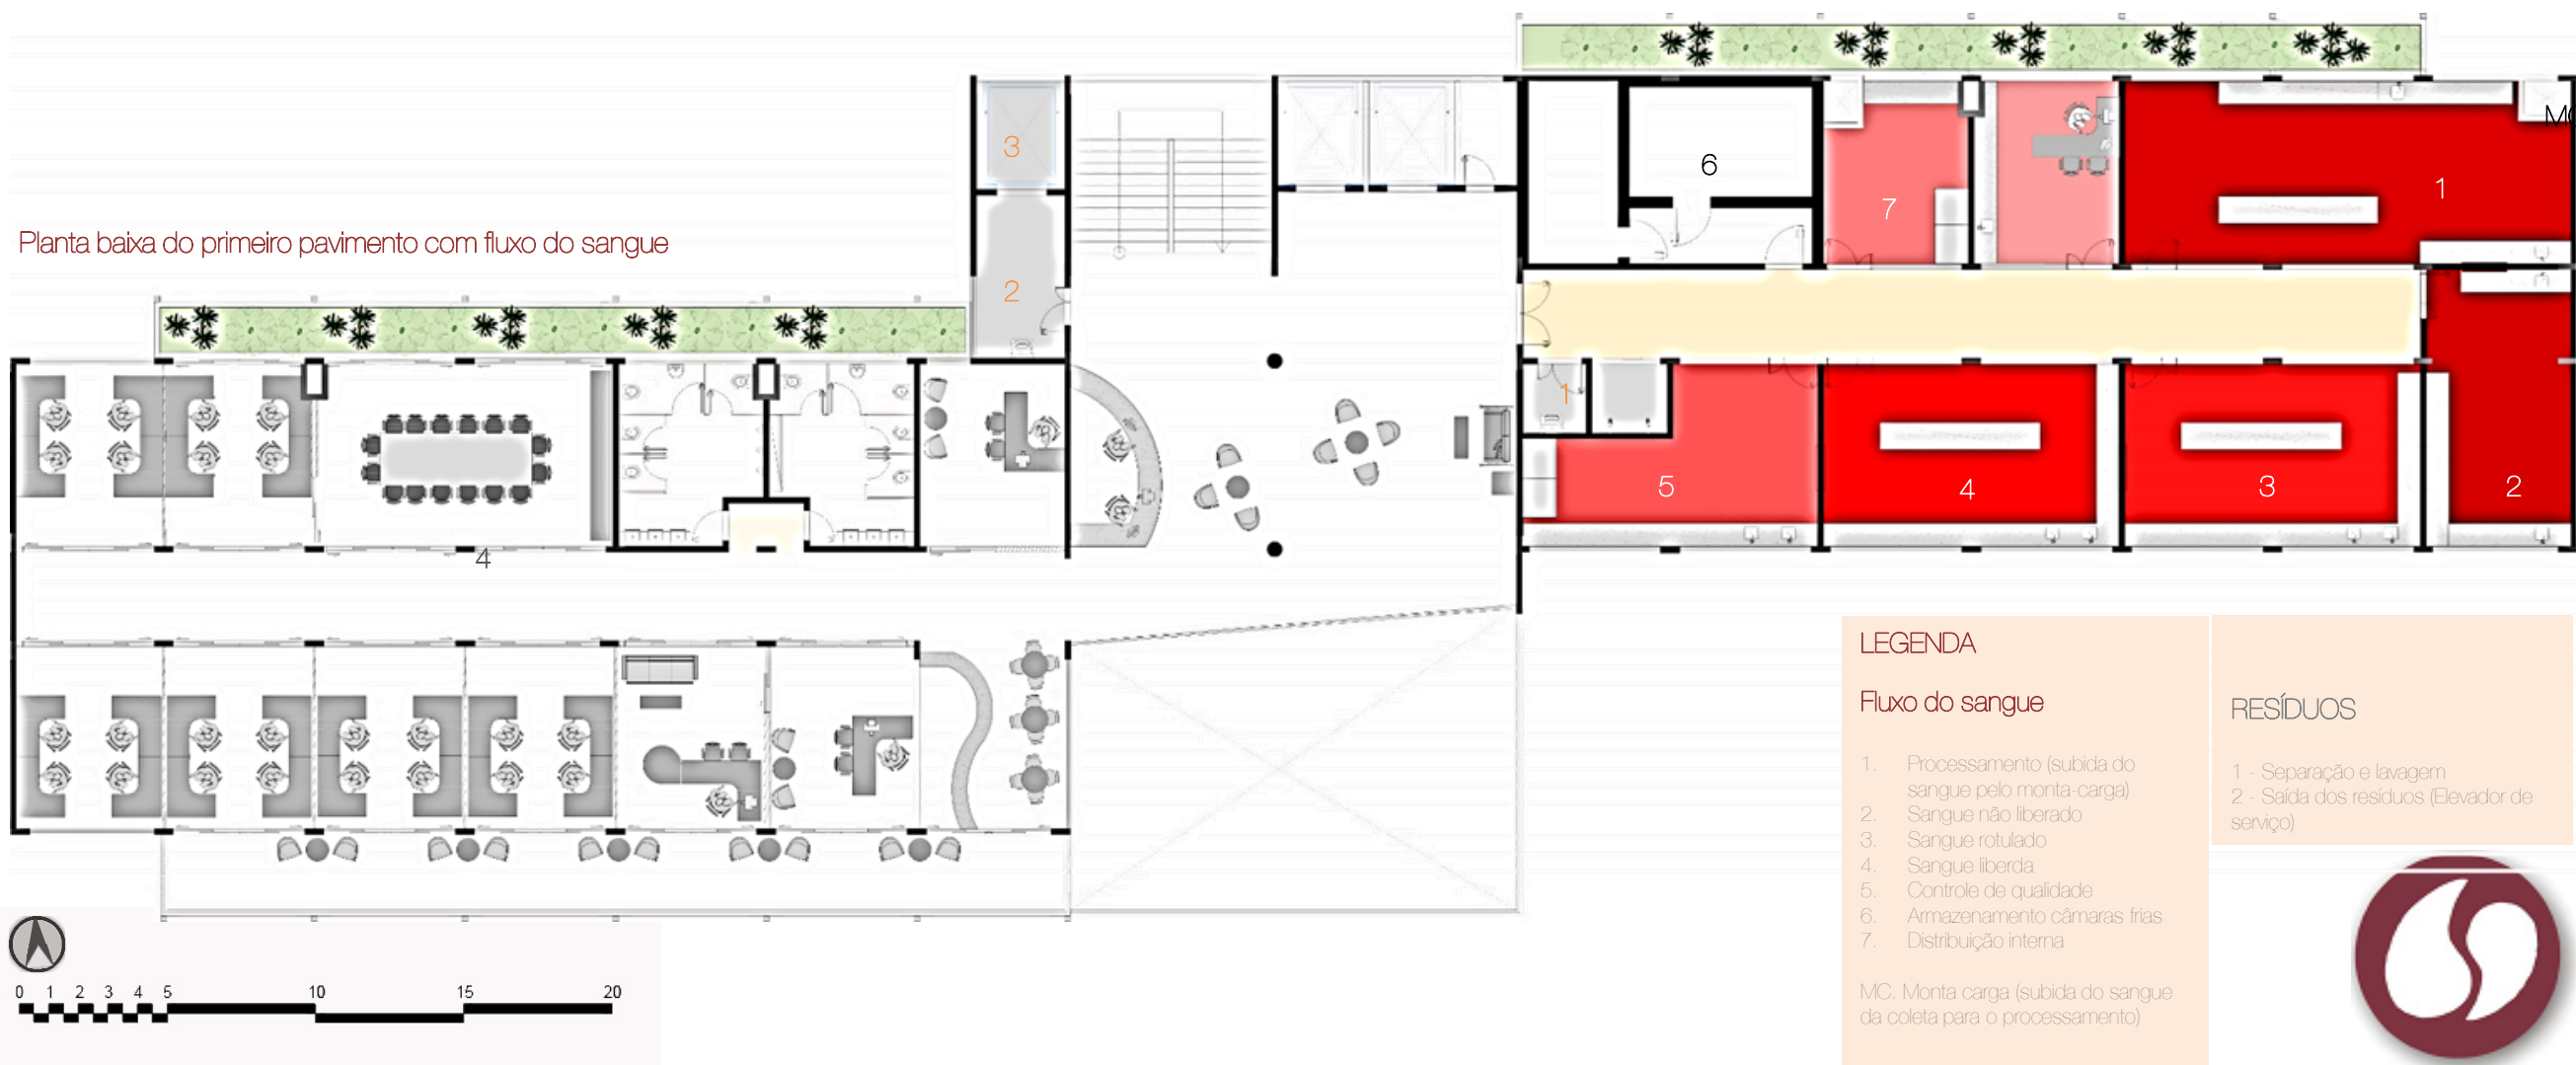 MC
3
6
7
1
Planta baixa do primeiro pavimento com fluxo do sangue
2
1
5
4
3
2
4
LEGENDA
Fluxo do sangue
1. Processamento (subida do
sangue pelo monta-carga)
2. Sangue não liberado
3. Sangue rotulado
4. Sangue liberda
5. Controle de qualidade
6. Armazenamento câmaras frias
7. Distribuição interna
MC. Monta carga (subida do sangue
da coleta para o processamento)
RESÍDUOS
1 - Separação e lavagem
2 - Saída dos resíduos (Elevador de
serviço)
0 1 2 3 4 5 10 15 20